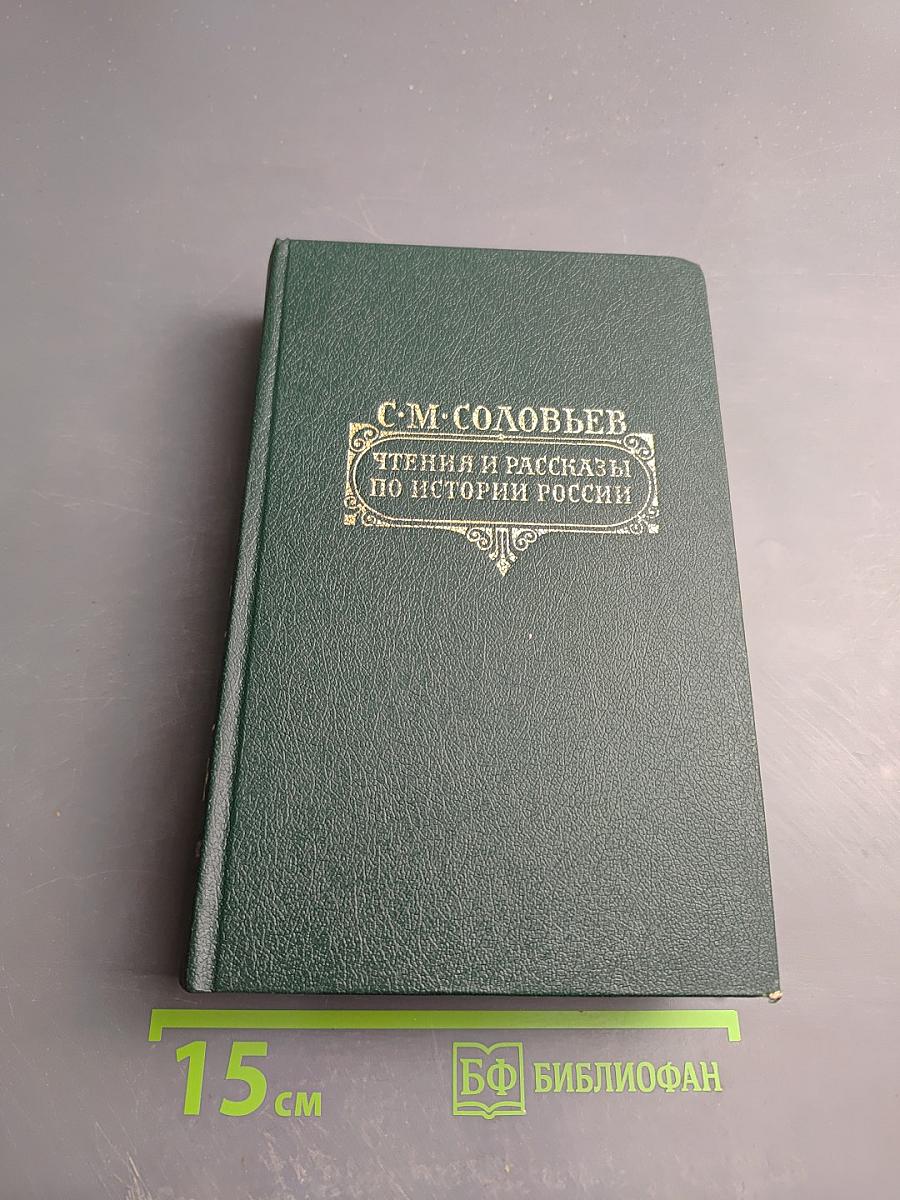 С·М·СОЛОВЬЕВ
ЧТЕНИЯ И РАССКАЗЫ
ПО ИСТОРИИ РОССИИ
15 см
БФ БИБЛИОФАН